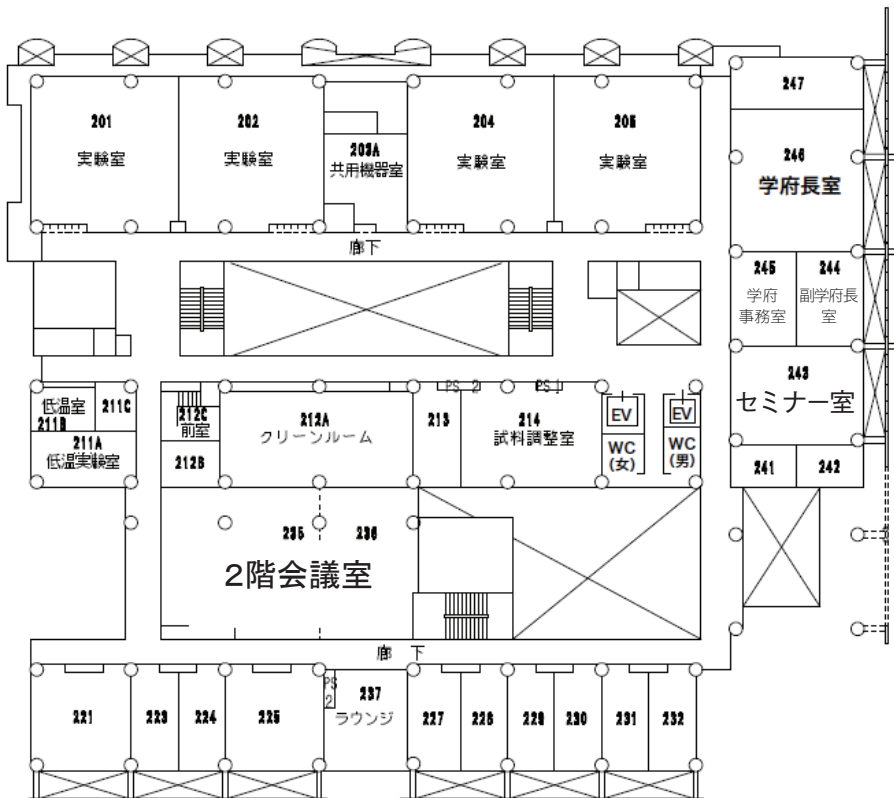 201
実験室
202
実験室
203A
共用機器室
204
実験室
205
実験室
247
246
学府長室
廊下
245
学府
事務室
244
副学府長
室
243
セミナー室
241
242
低温室
211B
211C
211A
低温実験室
212C
前室
212B
212A
クリーンルーム
213
PS 2
PS 1
214
試料調整室
EV
WC
(女)
EV
WC
(男)
235
236
2階会議室
廊 下
221
223
224
225
PS
2
237
ラウンジ
227
228
229
230
231
232